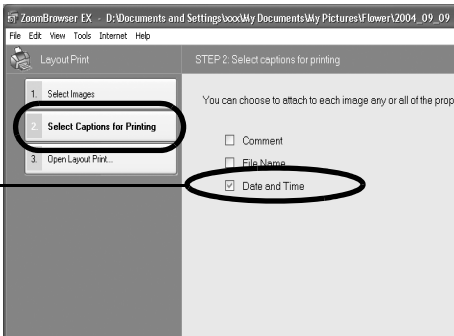 ZoomBrowser EX - D:\Documents and Settings\xxx\My Documents\My Pictures\Flower\2004_09_09
File Edit View Tools Internet Help
Layout Print
STEP 2: Select captions for printing
1. Select Images
You can choose to attach to each image any or all of the prop
2. Select Captions for Printing
Comment
3. Open Layout Print...
File Name
Date and Time